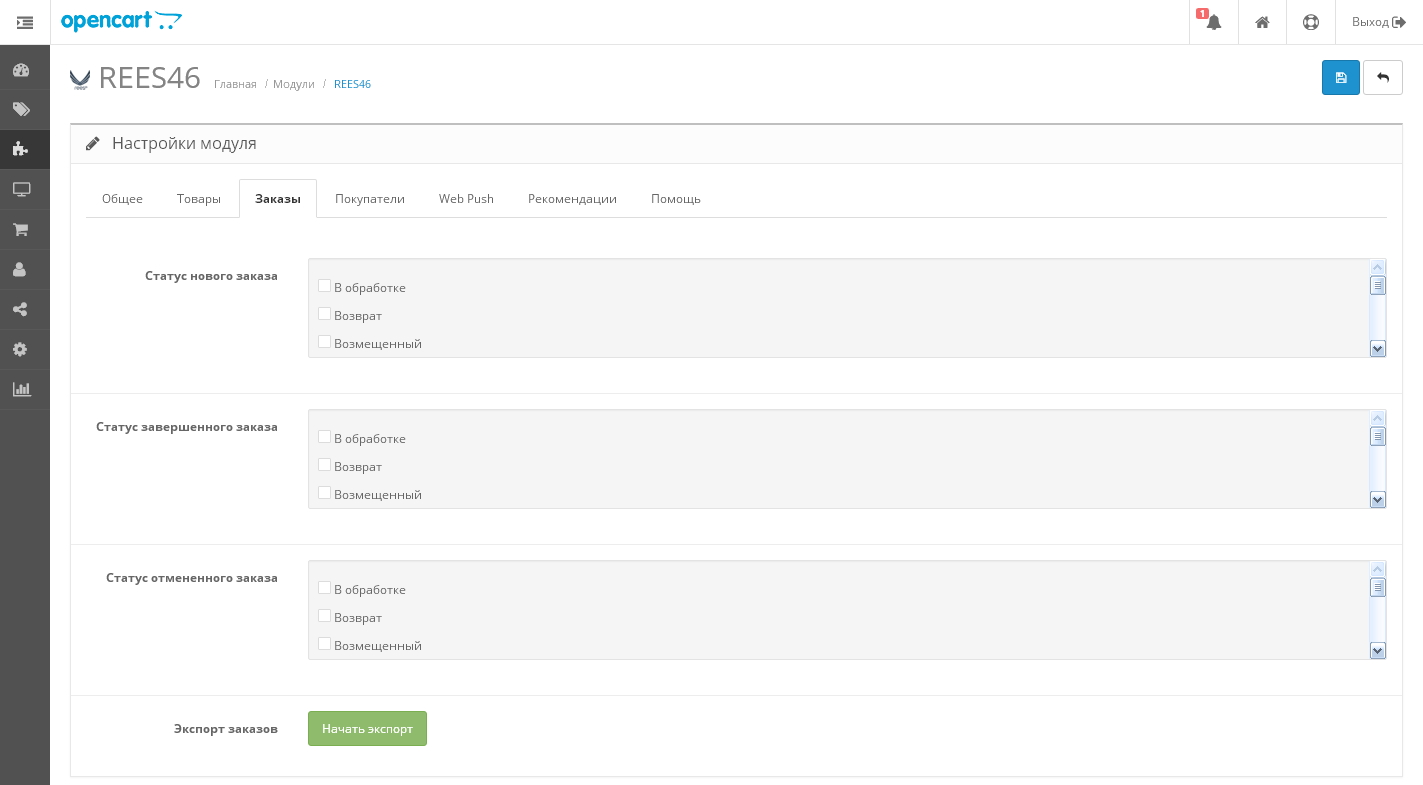 opencart
1
Выход
REES46 Главная / Модули / REES46
Настройки модуля
Общее Товары Заказы Покупатели Web Push Рекомендации Помощь
Статус нового заказа
В обработке
Возврат
Возмещенный
Статус завершенного заказа
В обработке
Возврат
Возмещенный
Статус отмененного заказа
В обработке
Возврат
Возмещенный
Экспорт заказов
Начать экспорт